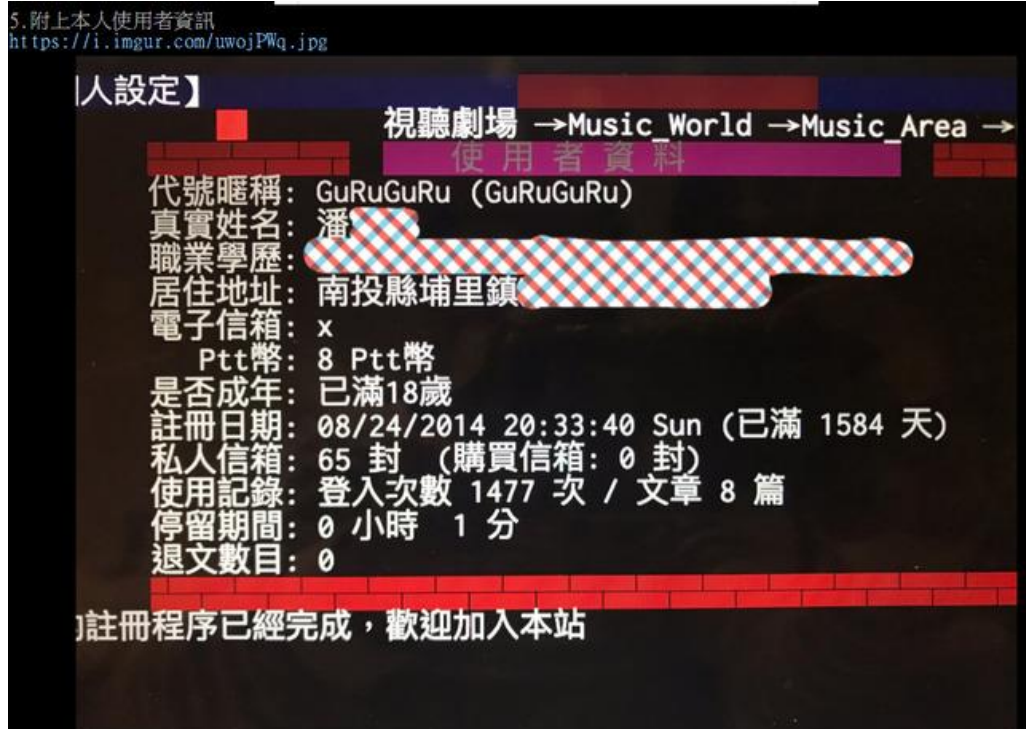 5.附上本人使用者資訊
https://i.imgur.com/uwojPWq.jpg
人設定】
視聽劇場 →Music_World →Music_Area →
使用者資料
代號暱稱: GuRuGuRu (GuRuGuRu)
真實姓名: 潘
職業學歷:
居住地址: 南投縣埔里鎮
電子信箱: x
Ptt幣: 8 Ptt幣
是否成年: 已滿18歲
註冊日期: 08/24/2014 20:33:40 Sun (已滿 1584 天)
私人信箱: 65 封 (購買信箱: 0 封)
使用記錄: 登入次數 1477 次 / 文章 8 篇
停留期間: 0 小時 1 分
退文數目: 0
註冊程序已經完成，歡迎加入本站